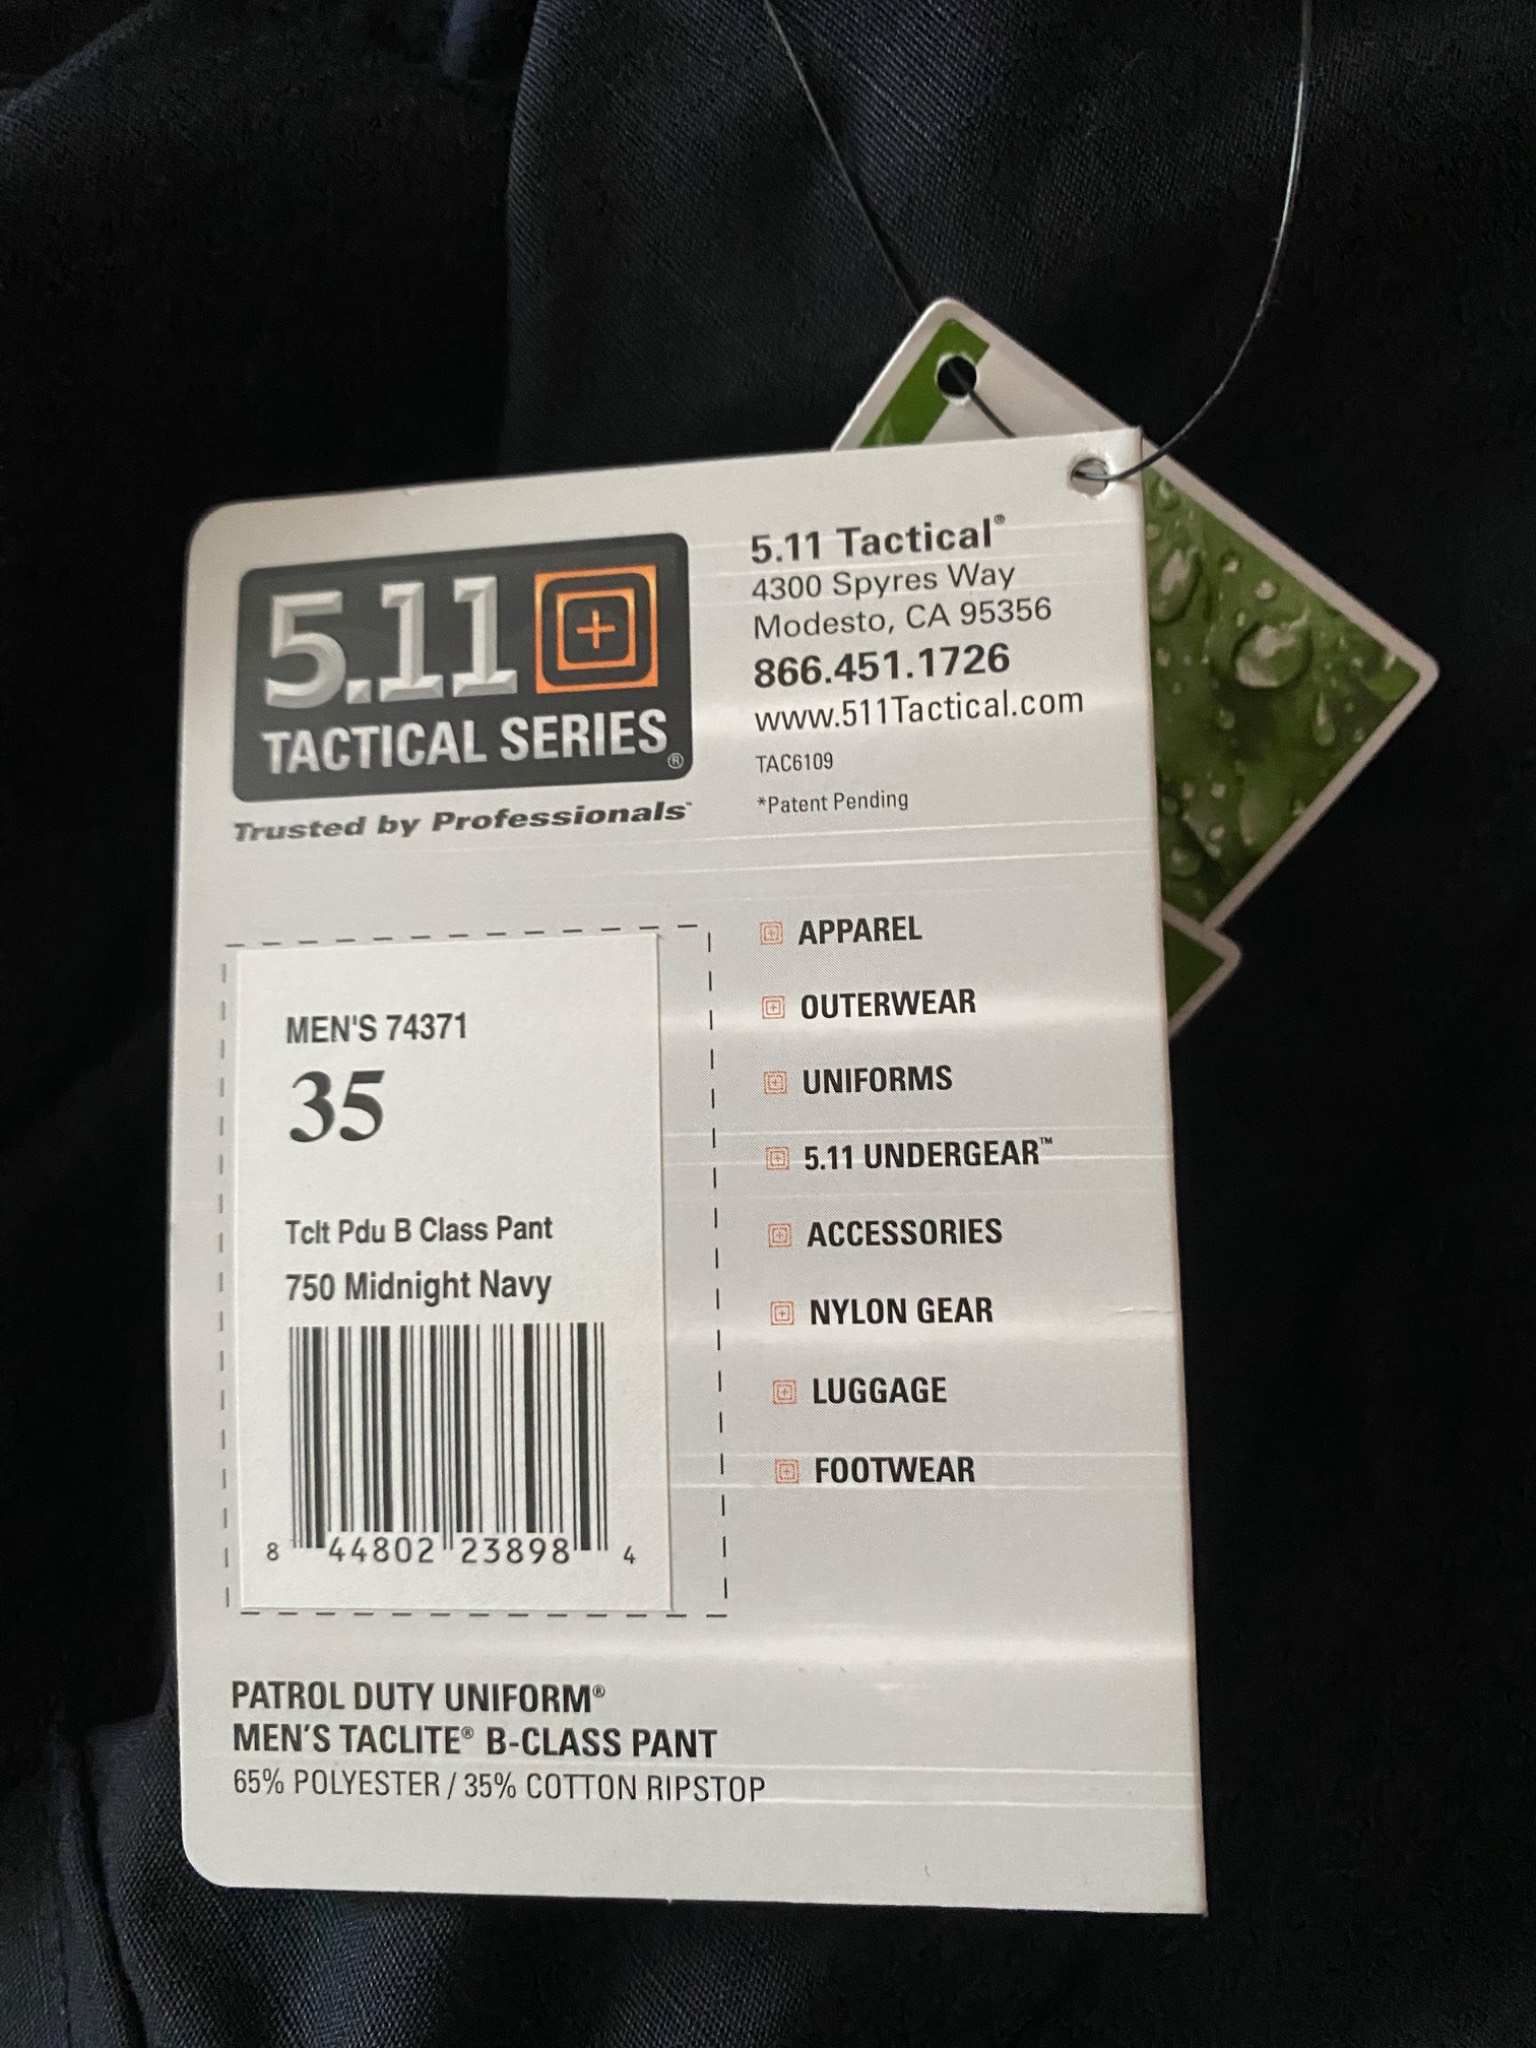 5.11
TACTICAL SERIES®
Trusted by Professionals™
5.11 Tactical®
4300 Spyres Way
Modesto, CA 95356
866.451.1726
www.511Tactical.com
TAC6109
*Patent Pending
MEN'S 74371
35
Tclt Pdu B Class Pant
750 Midnight Navy
8 44802 23898 4
APPAREL
OUTERWEAR
UNIFORMS
5.11 UNDERGEAR™
ACCESSORIES
NYLON GEAR
LUGGAGE
FOOTWEAR
PATROL DUTY UNIFORM®
MEN'S TACLITE® B-CLASS PANT
65% POLYESTER / 35% COTTON RIPSTOP